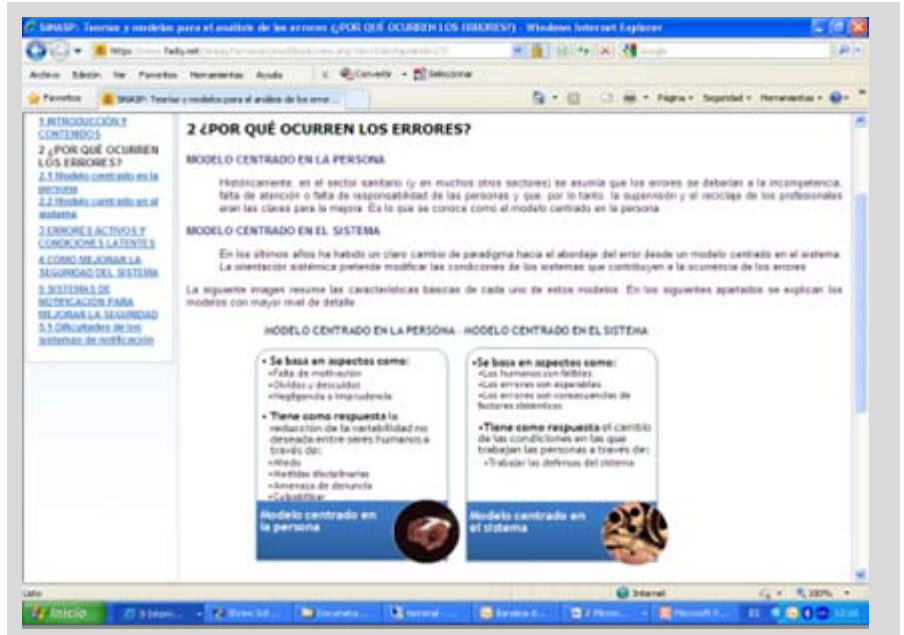 SINASP: Teorías y modelos para el análisis de los errores (¿POR QUÉ OCURREN LOS ERRORES?) - Windows Internet Explorer
Archivo Edición Ver Favoritos Herramientas Ayuda
Convertir Seleccionar
Favoritos
SINASP: Teorías y modelos para el análisis de los error...
Página Seguridad Herramientas
1 INTRODUCCIÓN Y
CONTENIDOS
2 ¿POR QUÉ OCURREN
LOS ERRORES?
2.1 Modelo centrado en la
persona
2.2 Modelo centrado en el
sistema
3 ERRORES ACTIVOS Y
CONDICIONES LATENTES
4 CÓMO MEJORAR LA
SEGURIDAD DEL SISTEMA
5 SISTEMAS DE
NOTIFICACIÓN PARA
MEJORAR LA SEGURIDAD
5.1 Dificultades de los
sistemas de notificación
2 ¿POR QUÉ OCURREN LOS ERRORES?
MODELO CENTRADO EN LA PERSONA
Históricamente, en el sector sanitario (y en muchos otros sectores) se asumía que los errores se deberían a la incompetencia,
falta de atención o falta de responsabilidad de las personas y que, por lo tanto, la supervisión y el reciclaje de los profesionales
eran las claves para la mejora. Es lo que se conoce como el modelo centrado en la persona.
MODELO CENTRADO EN EL SISTEMA
En los últimos años ha habido un claro cambio de paradigma hacia el abordaje del error desde un modelo centrado en el sistema.
La orientación sistémica pretende modificar las condiciones de los sistemas que contribuyen a la ocurrencia de los errores
La siguiente imagen resume las características básicas de cada uno de estos modelos. En los siguientes apartados se explican los
modelos con mayor nivel de detalle
MODELO CENTRADO EN LA PERSONA - MODELO CENTRADO EN EL SISTEMA
• Se basa en aspectos como:
•Falta de motivación
•Olvidos y descuidos
•Negligencia e imprudencia
• Tiene como respuesta la
reducción de la variabilidad no
deseada entre seres humanos a
través de:
•Miedo
•Medidas disciplinarias
•Amenaza de denuncia
•Culpabilizar
Modelo centrado en
la persona
•Se basa en aspectos como:
•Los humanos son falibles
•Los errores son esperables
•Los errores son consecuencias de
factores sistémicos
•Tiene como respuesta el cambio
de las condiciones en las que
trabajan las personas a través de:
•Trabajar las defensas del sistema
Modelo centrado en
el sistema
Listo
Internet
100%
Inicio
ES